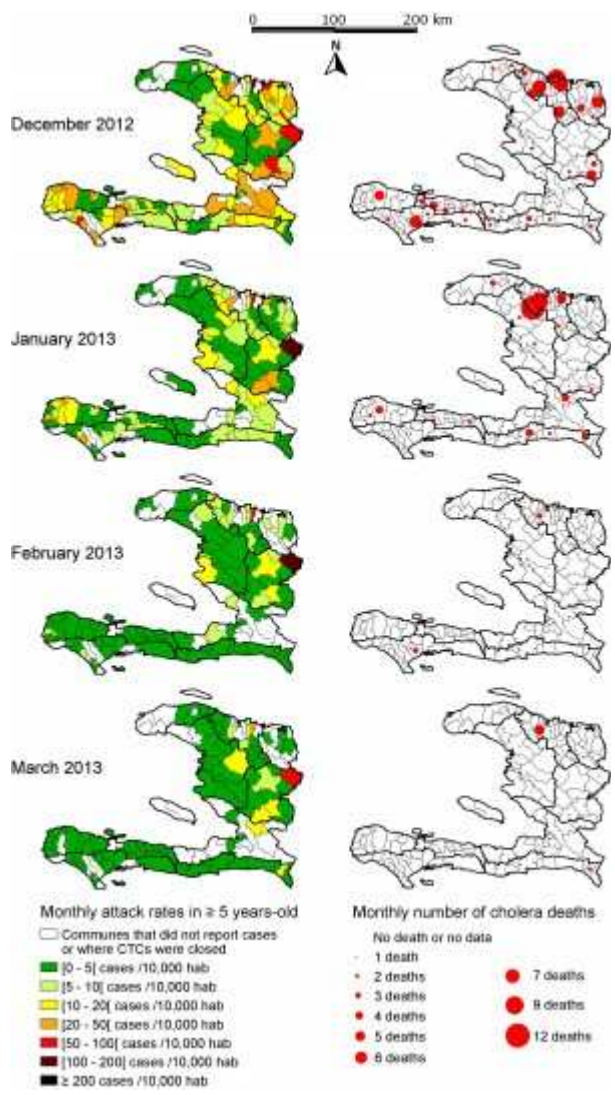 0 100 200 km
N
December 2012
January 2013
February 2013
March 2013
Monthly attack rates in ≥ 5 years-old
Communes that did not report cases
or where CTCs were closed
[0 - 5[ cases /10,000 hab
[5 - 10[ cases /10,000 hab
[10 - 20[ cases /10,000 hab
[20 - 50[ cases /10,000 hab
[50 - 100[ cases /10,000 hab
[100 - 200[ cases /10,000 hab
≥ 200 cases /10,000 hab
Monthly number of cholera deaths
No death or no data
1 death
2 deaths
3 deaths
4 deaths
5 deaths
6 deaths
7 deaths
9 deaths
12 deaths